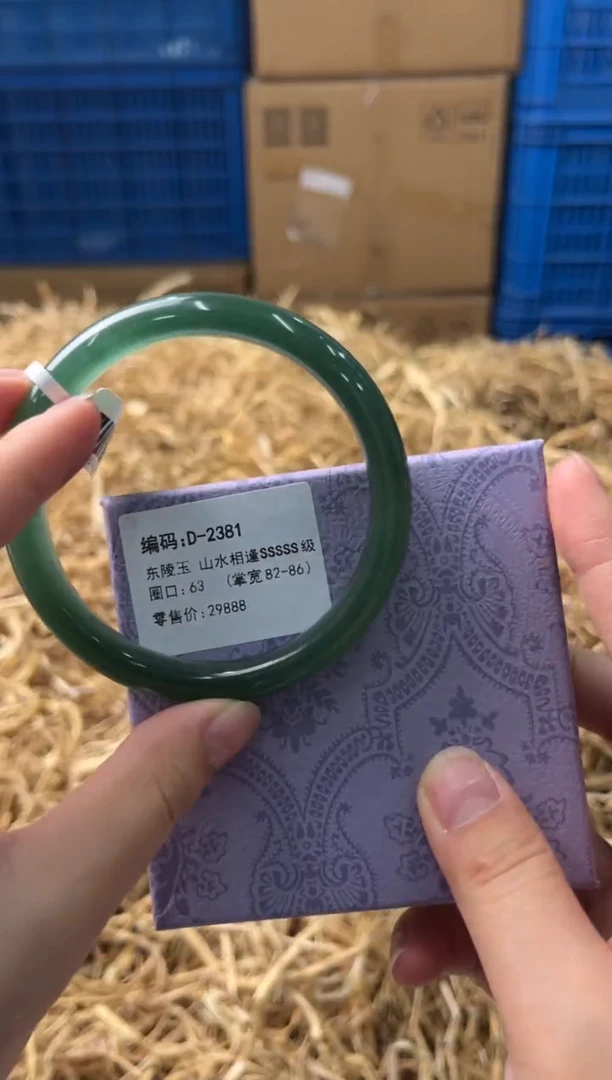 编码:D-2381
东陵玉 山水相逢SSSSS级
圈口:63 (掌宽82-86)
零售价:29888